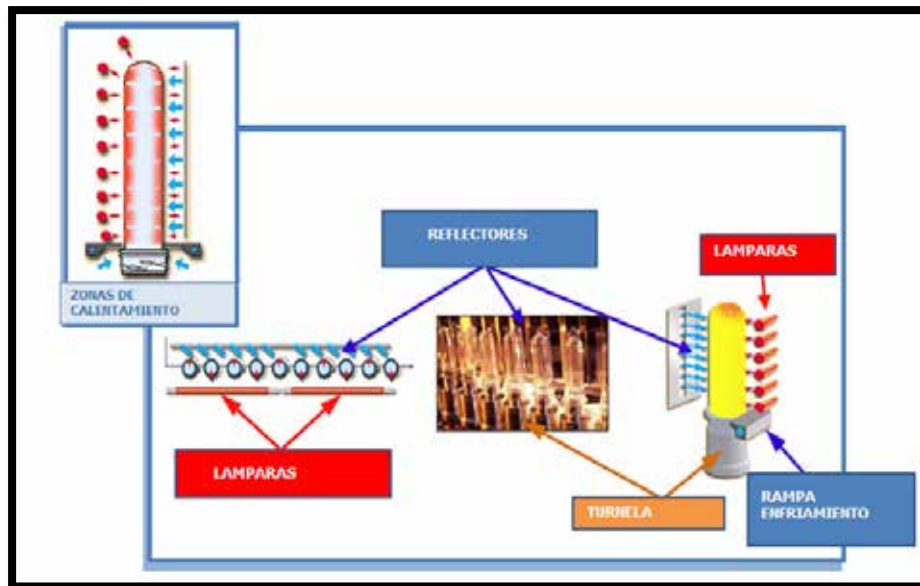 ZONAS DE
CALENTAMIENTO
REFLECTORES
LAMPARAS
LAMPARAS
TURNELA
RAMPA
ENFRIAMIENTO